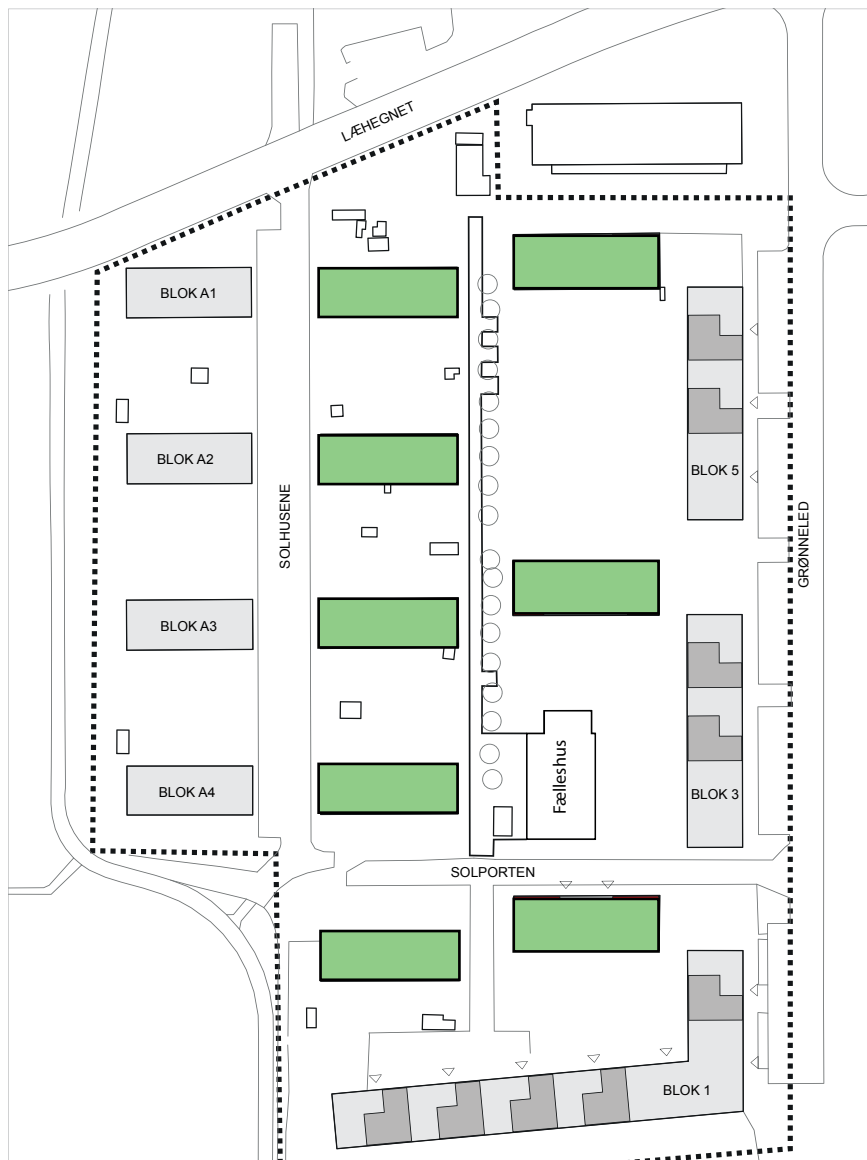 LÆHEGNET
BLOK A1
BLOK A2
BLOK 5
SOLHUSENE
GRØNNELED
BLOK A3
Fælleshus
BLOK A4
BLOK 3
SOLPORTEN
BLOK 1